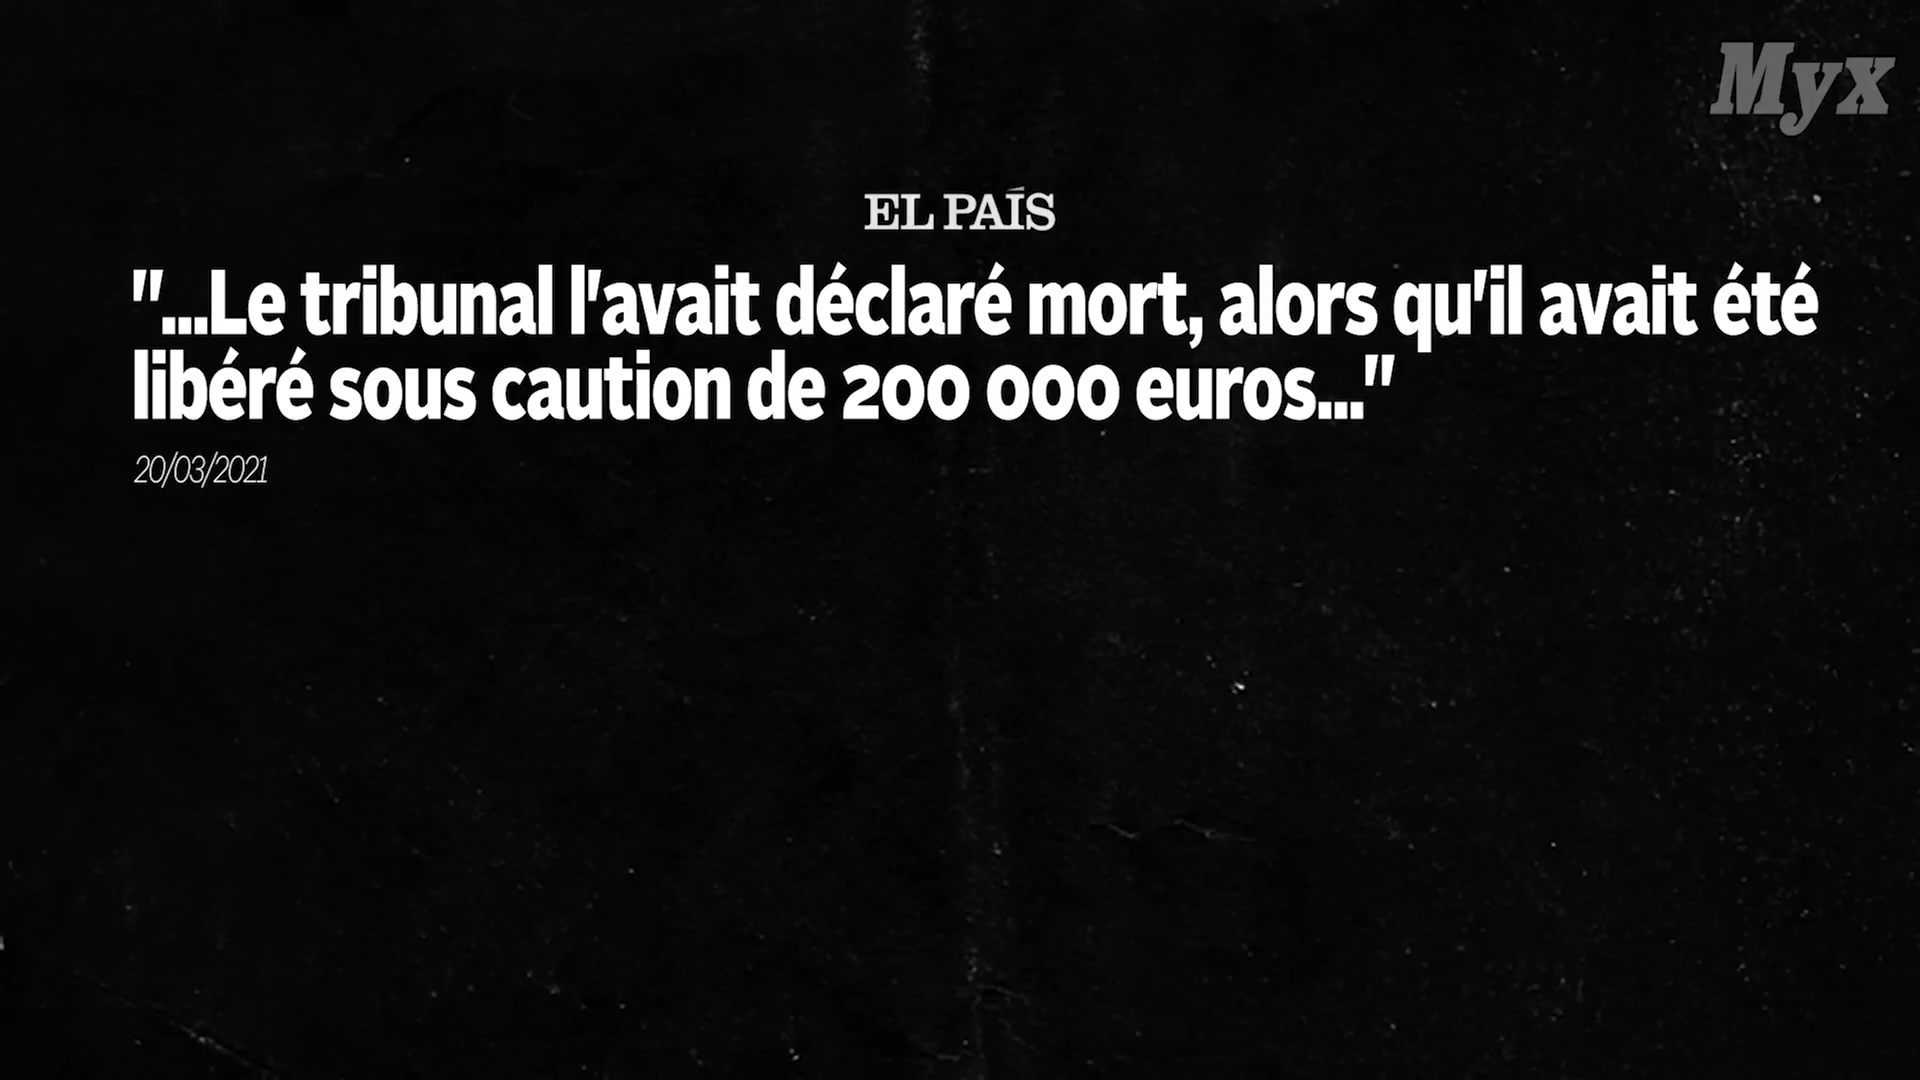 Myx
EL PAÍS
"...Le tribunal l'avait déclaré mort, alors qu'il avait été
libéré sous caution de 200 000 euros..."
20/03/2021